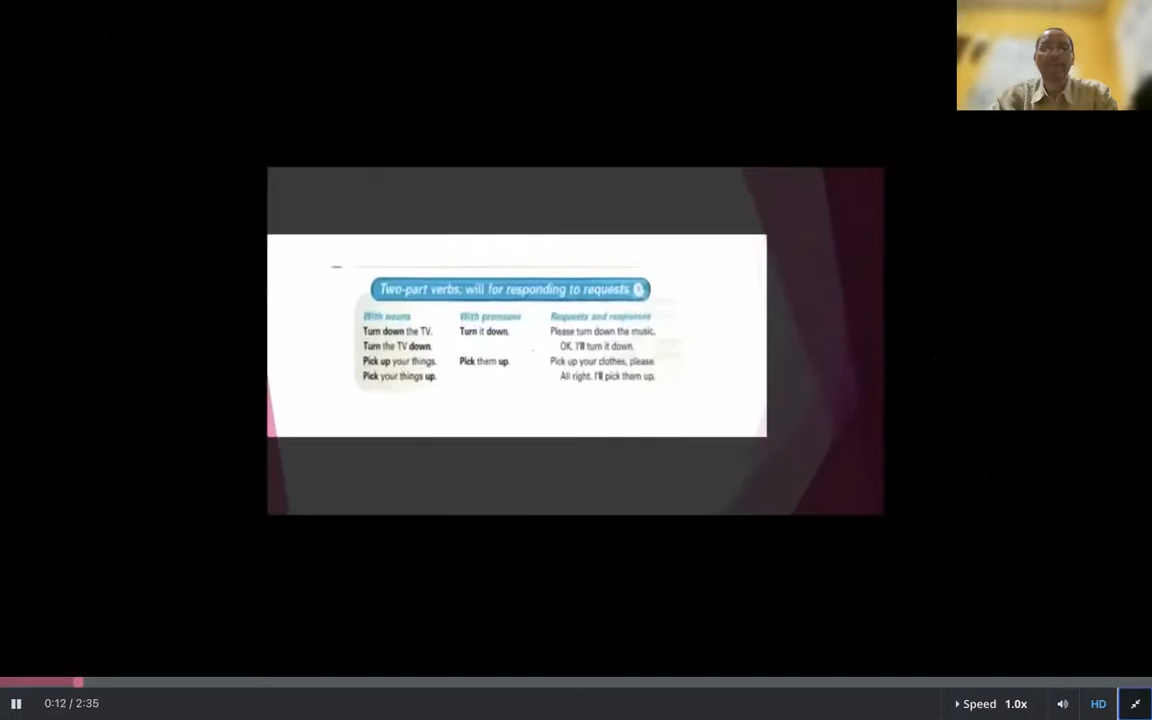 Two-part verbs; will for responding to requests
With nouns With pronouns Requests and responses
Turn down the TV. Turn it down. Please turn down the music.
Turn the TV down. OK. I'll turn it down.
Pick up your things. Pick them up. Pick up your clothes, please.
Pick your things up. All right. I'll pick them up.
0:12 / 2:35 Speed 1.0x HD